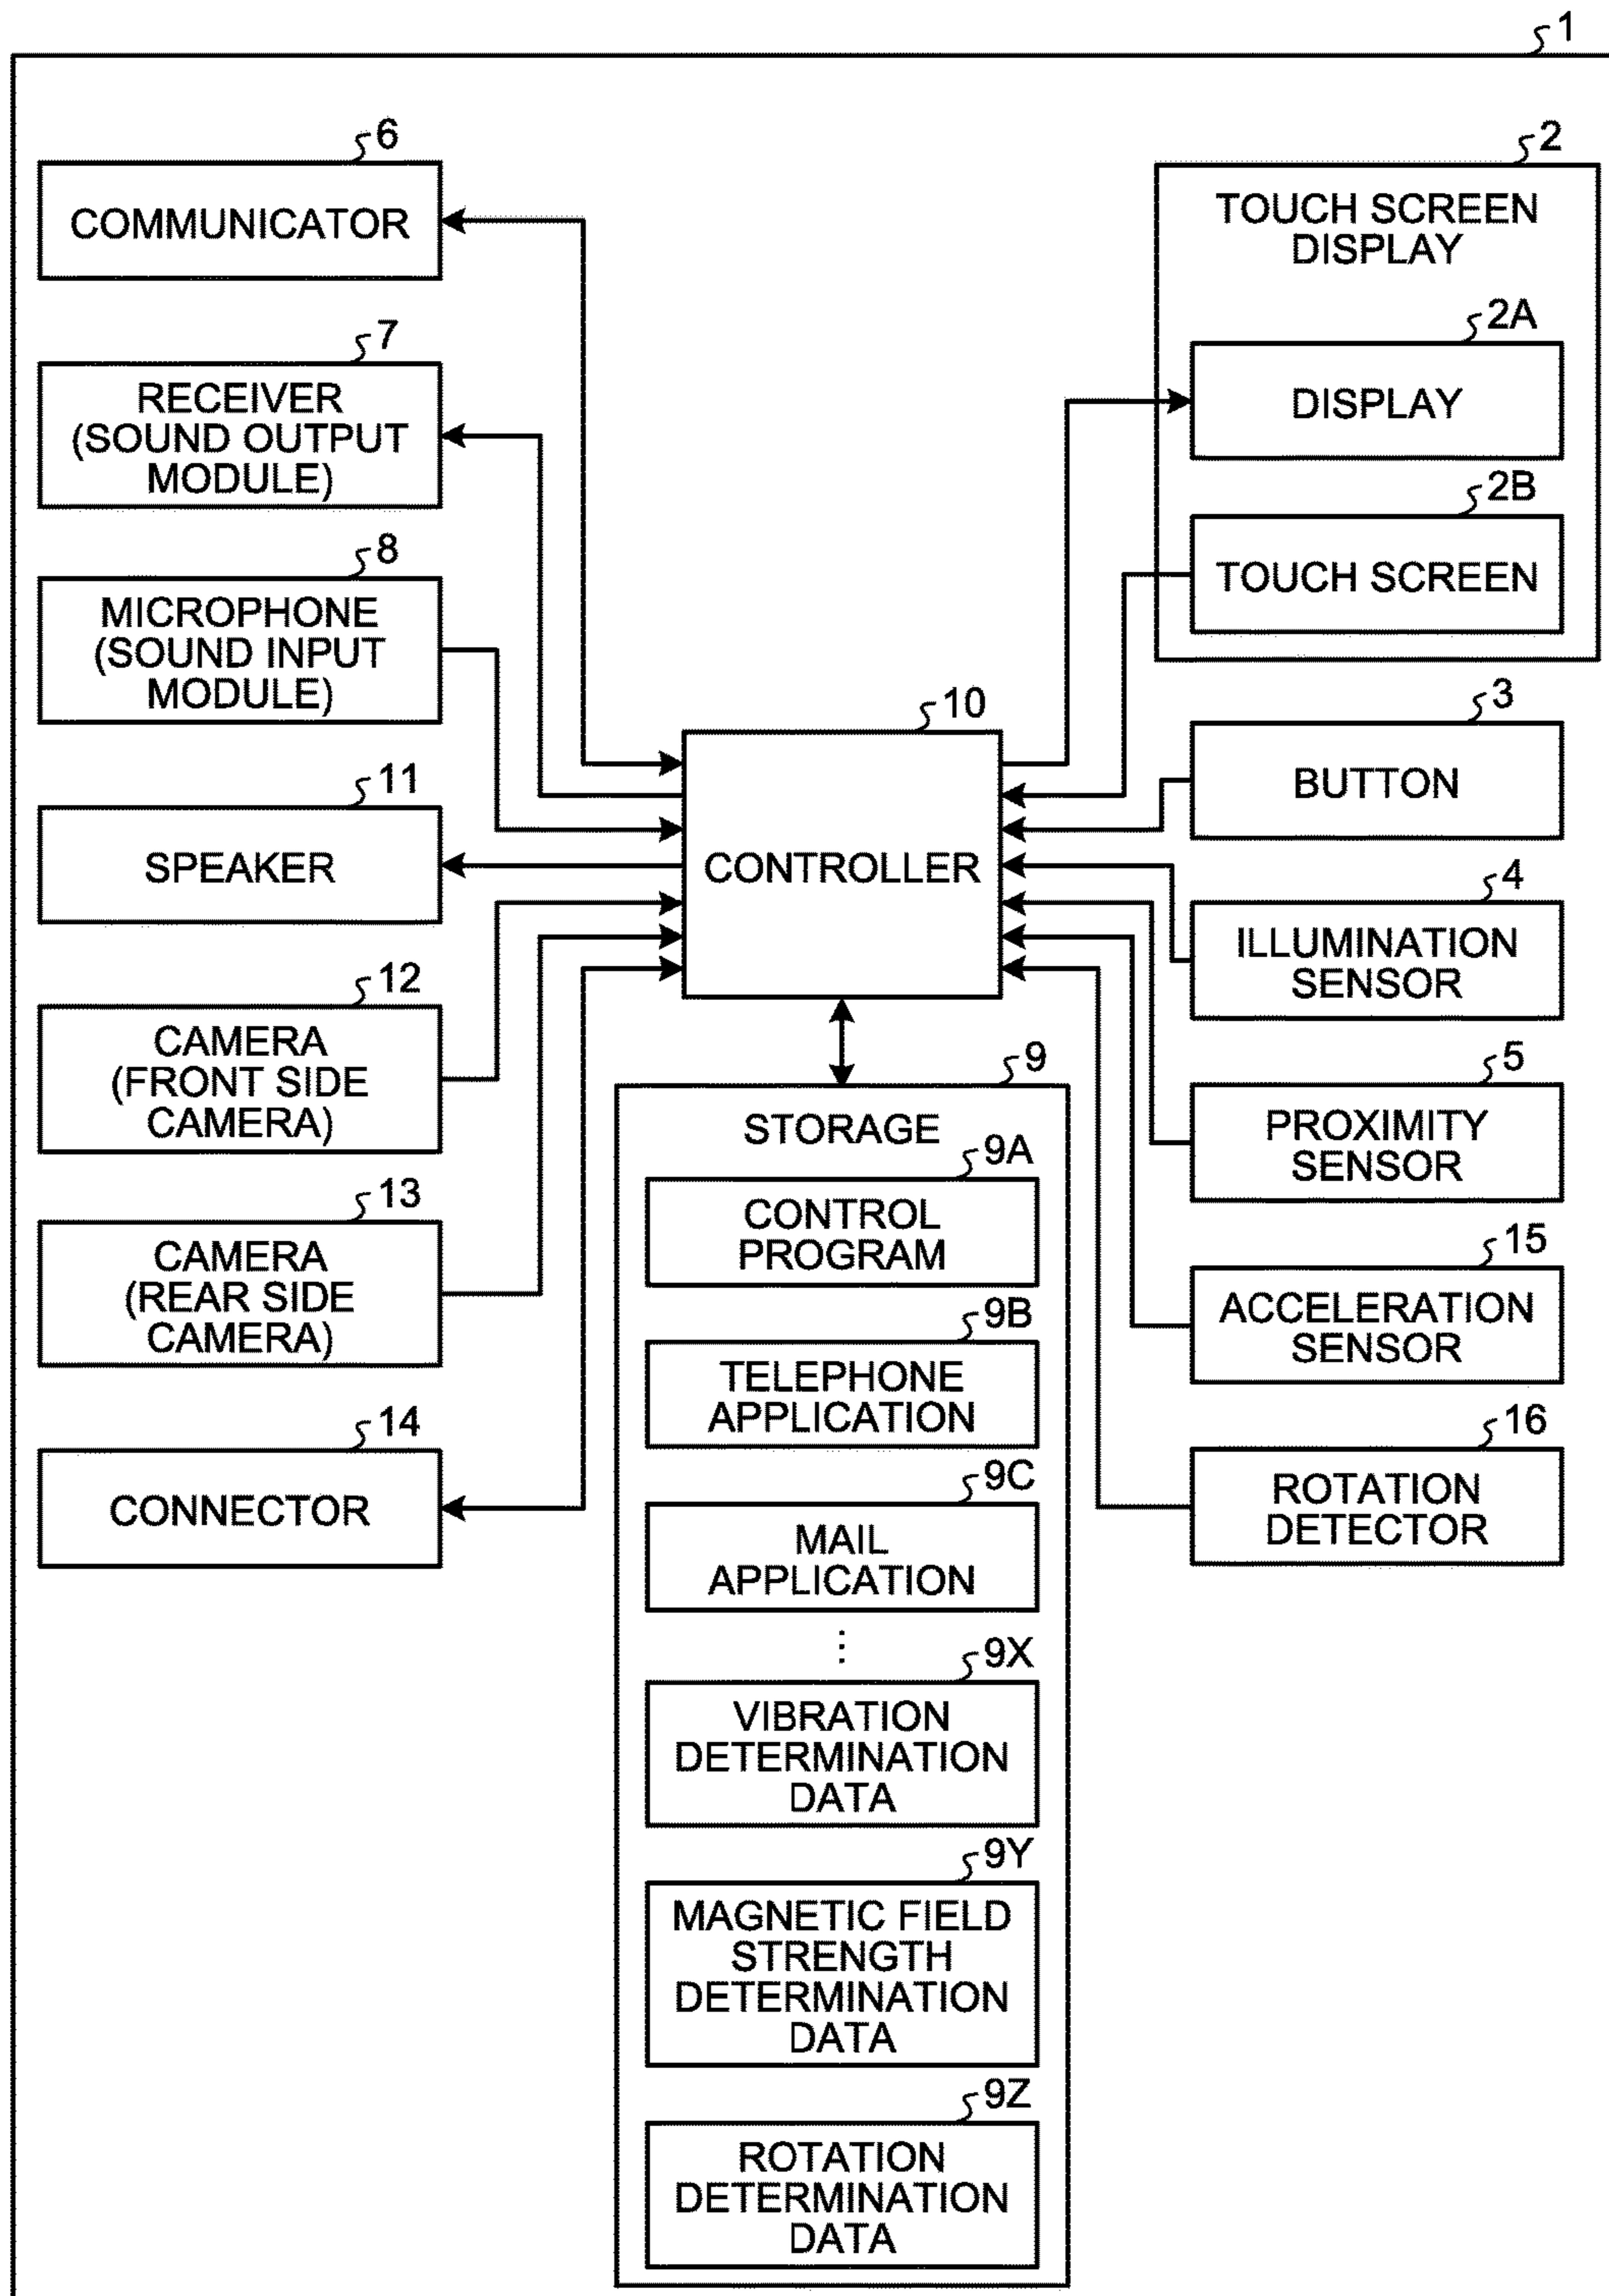 1
6
COMMUNICATOR
7
RECEIVER
(SOUND OUTPUT
MODULE)
8
MICROPHONE
(SOUND INPUT
MODULE)
11
SPEAKER
12
CAMERA
(FRONT SIDE
CAMERA)
13
CAMERA
(REAR SIDE
CAMERA)
14
CONNECTOR
10
CONTROLLER
9
STORAGE
9A
CONTROL
PROGRAM
9B
TELEPHONE
APPLICATION
9C
MAIL
APPLICATION
⋮
9X
VIBRATION
DETERMINATION
DATA
9Y
MAGNETIC FIELD
STRENGTH
DETERMINATION
DATA
9Z
ROTATION
DETERMINATION
DATA
2
TOUCH SCREEN
DISPLAY
2A
DISPLAY
2B
TOUCH SCREEN
3
BUTTON
4
ILLUMINATION
SENSOR
5
PROXIMITY
SENSOR
15
ACCELERATION
SENSOR
16
ROTATION
DETECTOR